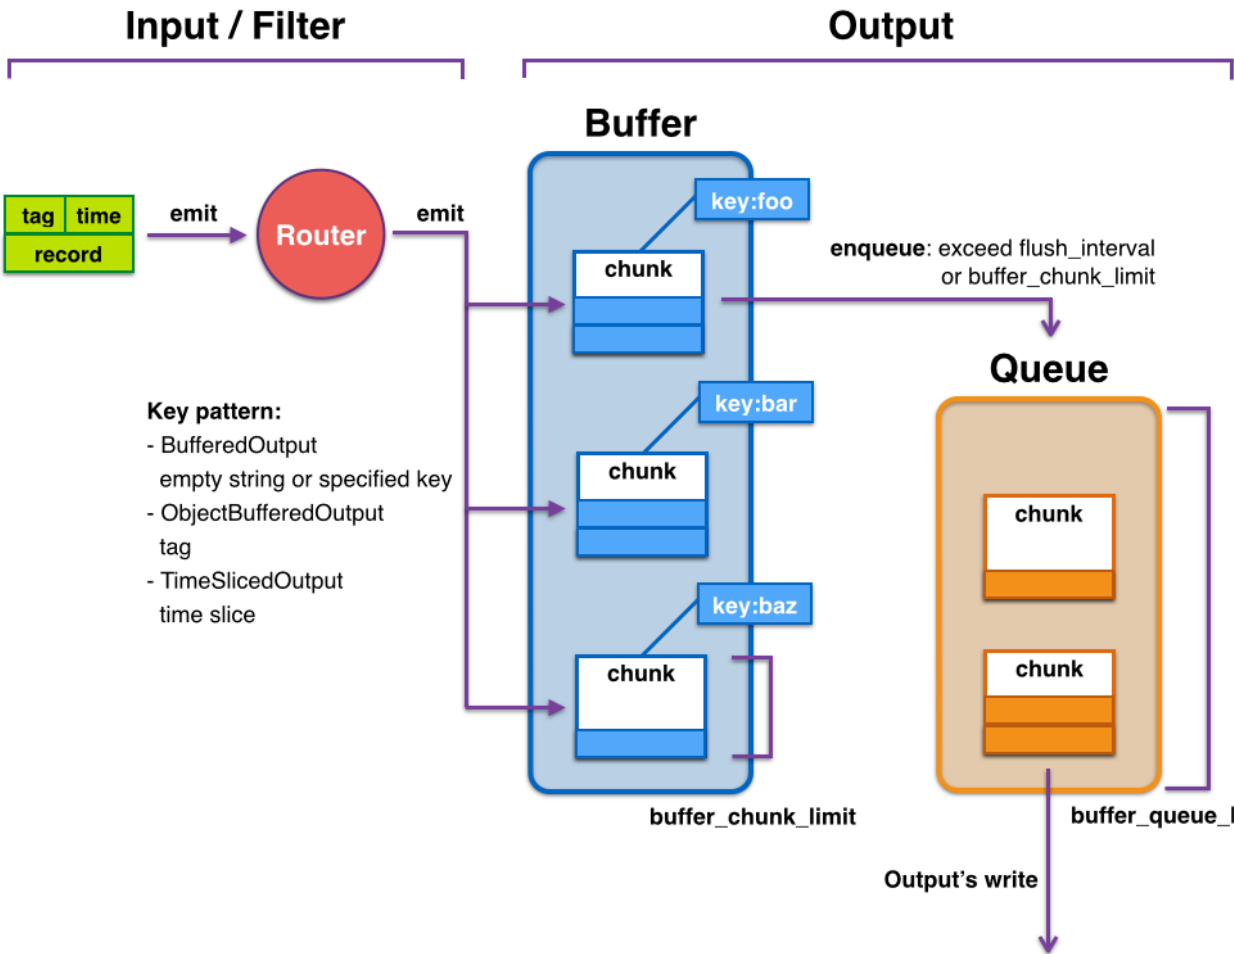 Input / Filter
Output
Buffer
key:foo
tag time
record
emit
Router
emit
chunk
enqueue: exceed flush_interval
or buffer_chunk_limit
Queue
Key pattern:
- BufferedOutput
empty string or specified key
- ObjectBufferedOutput
tag
- TimeSlicedOutput
time slice
key:bar
chunk
key:baz
chunk
chunk
chunk
buffer_chunk_limit
buffer_queue_l
Output’s write